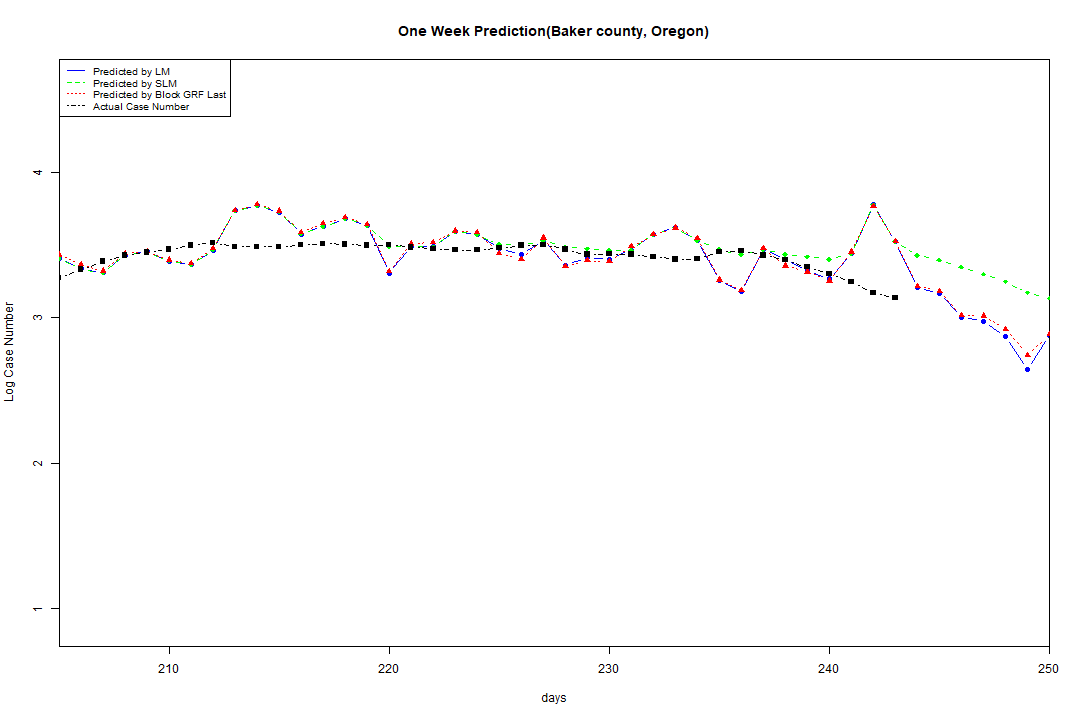 One Week Prediction(Baker county, Oregon)
Predicted by LM
Predicted by SLM
Predicted by Block GRF Last
Actual Case Number
4
3
2
1
Log Case Number
210 220 230 240 250
days